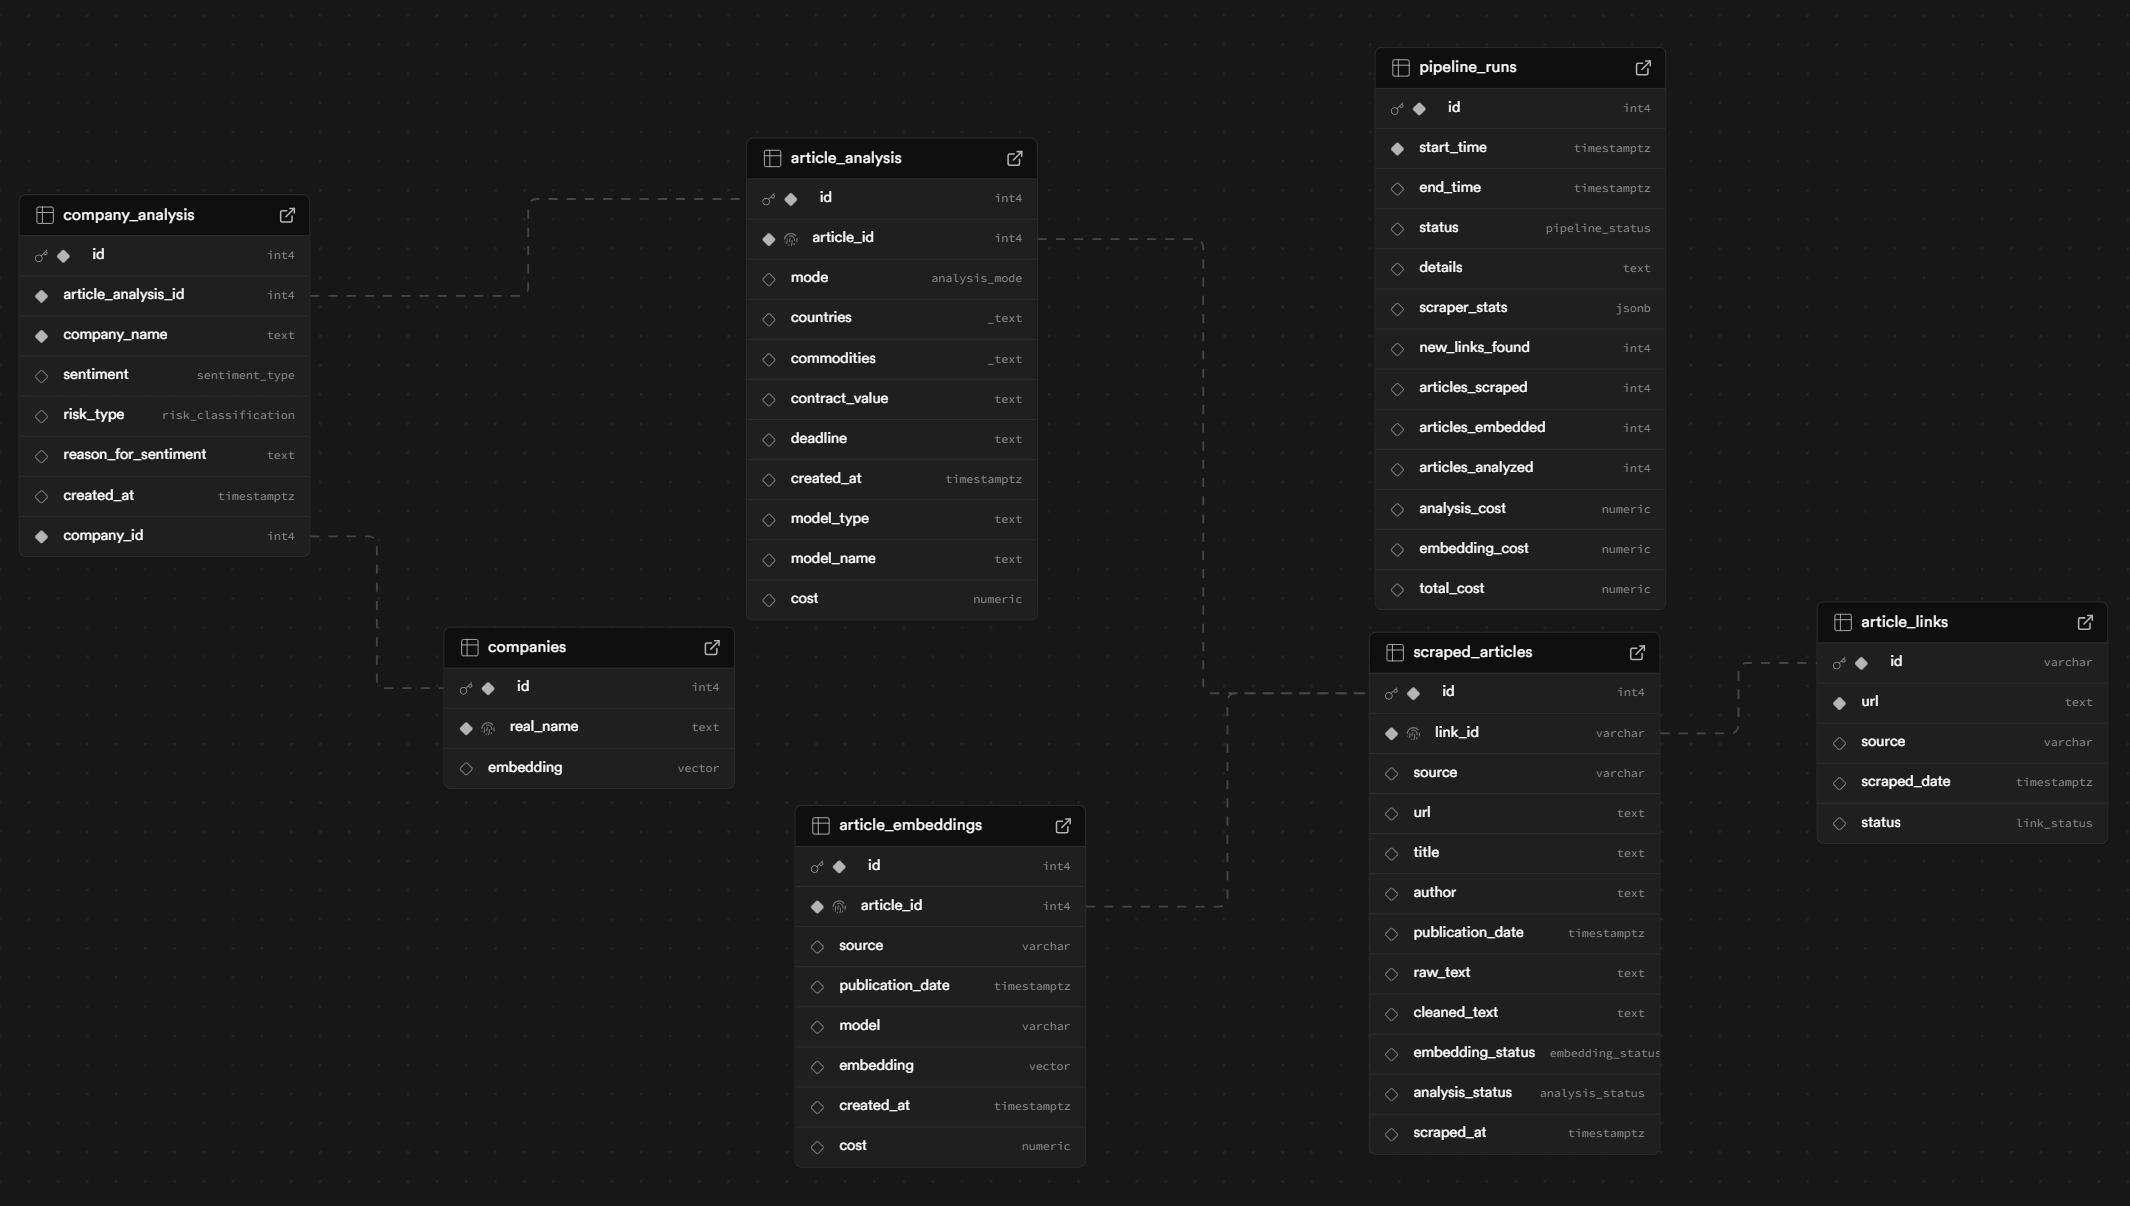 company_analysis
id int4
article_analysis_id int4
company_name text
sentiment sentiment_type
risk_type risk_classification
reason_for_sentiment text
created_at timestamptz
company_id int4
companies
id int4
real_name text
embedding vector
article_analysis
id int4
article_id int4
mode analysis_mode
countries _text
commodities _text
contract_value text
deadline text
created_at timestamptz
model_type text
model_name text
cost numeric
article_embeddings
id int4
article_id int4
source varchar
publication_date timestamptz
model varchar
embedding vector
created_at timestamptz
cost numeric
pipeline_runs
id int4
start_time timestamptz
end_time timestamptz
status pipeline_status
details text
scraper_stats jsonb
new_links_found int4
articles_scraped int4
articles_embedded int4
articles_analyzed int4
analysis_cost numeric
embedding_cost numeric
total_cost numeric
scraped_articles
id int4
link_id varchar
source varchar
url text
title text
author text
publication_date timestamptz
raw_text text
cleaned_text text
embedding_status embedding_status
analysis_status analysis_status
scraped_at timestamptz
article_links
id varchar
url text
source varchar
scraped_date timestamptz
status link_status